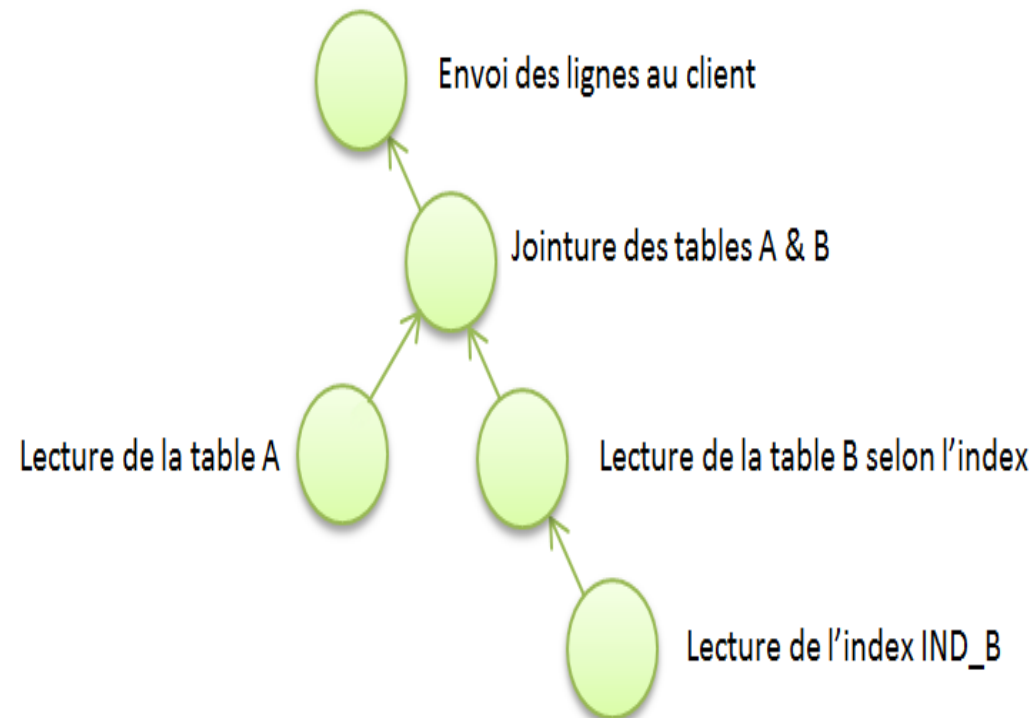 Envoi des lignes au client
Jointure des tables A & B
Lecture de la table A
Lecture de la table B selon l’index
Lecture de l’index IND_B